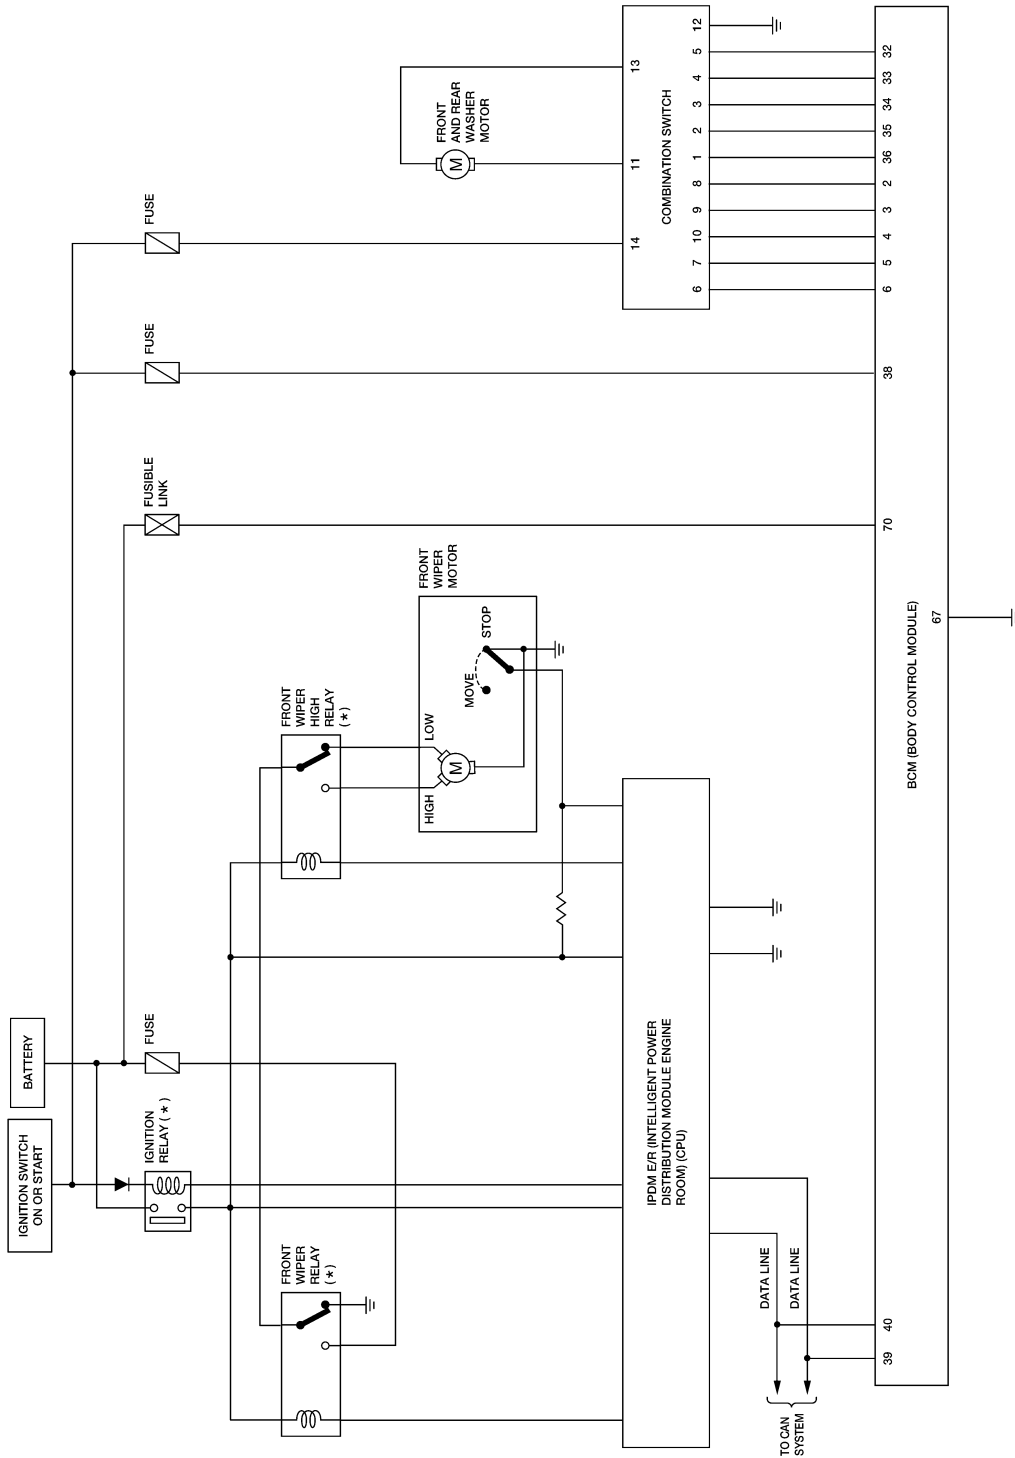 IGNITION SWITCH
ON OR START
BATTERY
IGNITION
RELAY ( * )
FUSE
FUSIBLE
LINK
FUSE
FUSE
FRONT
WIPER
RELAY
( * )
FRONT
WIPER
HIGH
RELAY
( * )
FRONT
WIPER
MOTOR
HIGH
LOW
M
MOVE
STOP
FRONT
AND REAR
WASHER
MOTOR
M
IPDM E/R (INTELLIGENT POWER
DISTRIBUTION MODULE ENGINE
ROOM) (CPU)
14
11
13
COMBINATION SWITCH
6
7
10
9
8
1
2
3
4
5
12
DATA LINE
DATA LINE
TO CAN
SYSTEM
39
40
70
38
6
5
4
3
2
36
35
34
33
32
BCM (BODY CONTROL MODULE)
67